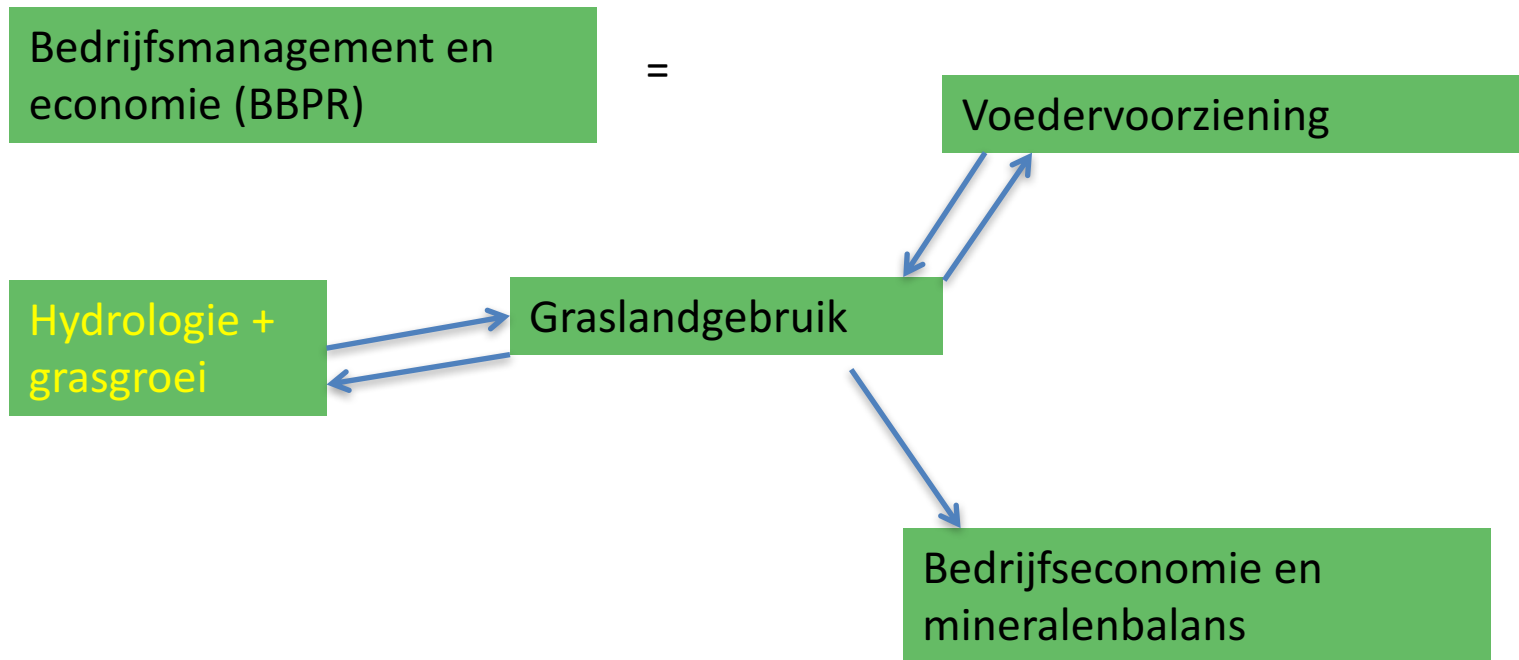 Bedrijfsmanagement en
economie (BBPR)
=
Voedervoorziening
Hydrologie +
grasgroei
Graslandgebruik
Bedrijfseconomie en
mineralenbalans